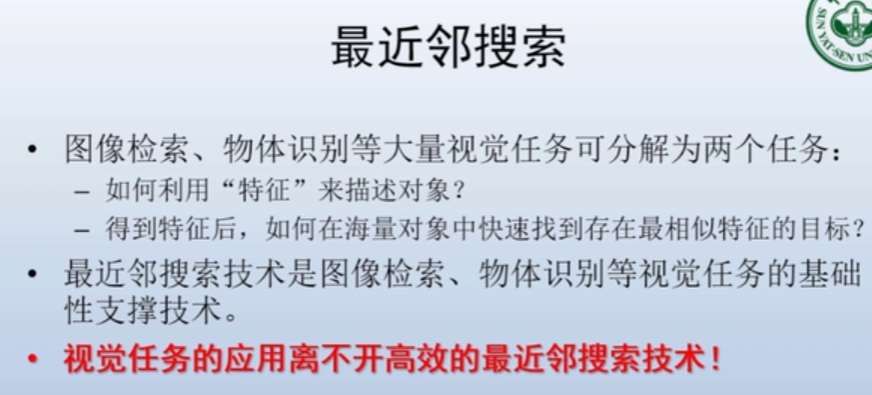 最近邻搜索
SUN YAT-SEN UN
• 图像检索、物体识别等大量视觉任务可分解为两个任务：
– 如何利用“特征”来描述对象？
– 得到特征后，如何在海量对象中快速找到存在最相似特征的目标？
• 最近邻搜索技术是图像检索、物体识别等视觉任务的基础
性支撑技术。
• 视觉任务的应用离不开高效的最近邻搜索技术！